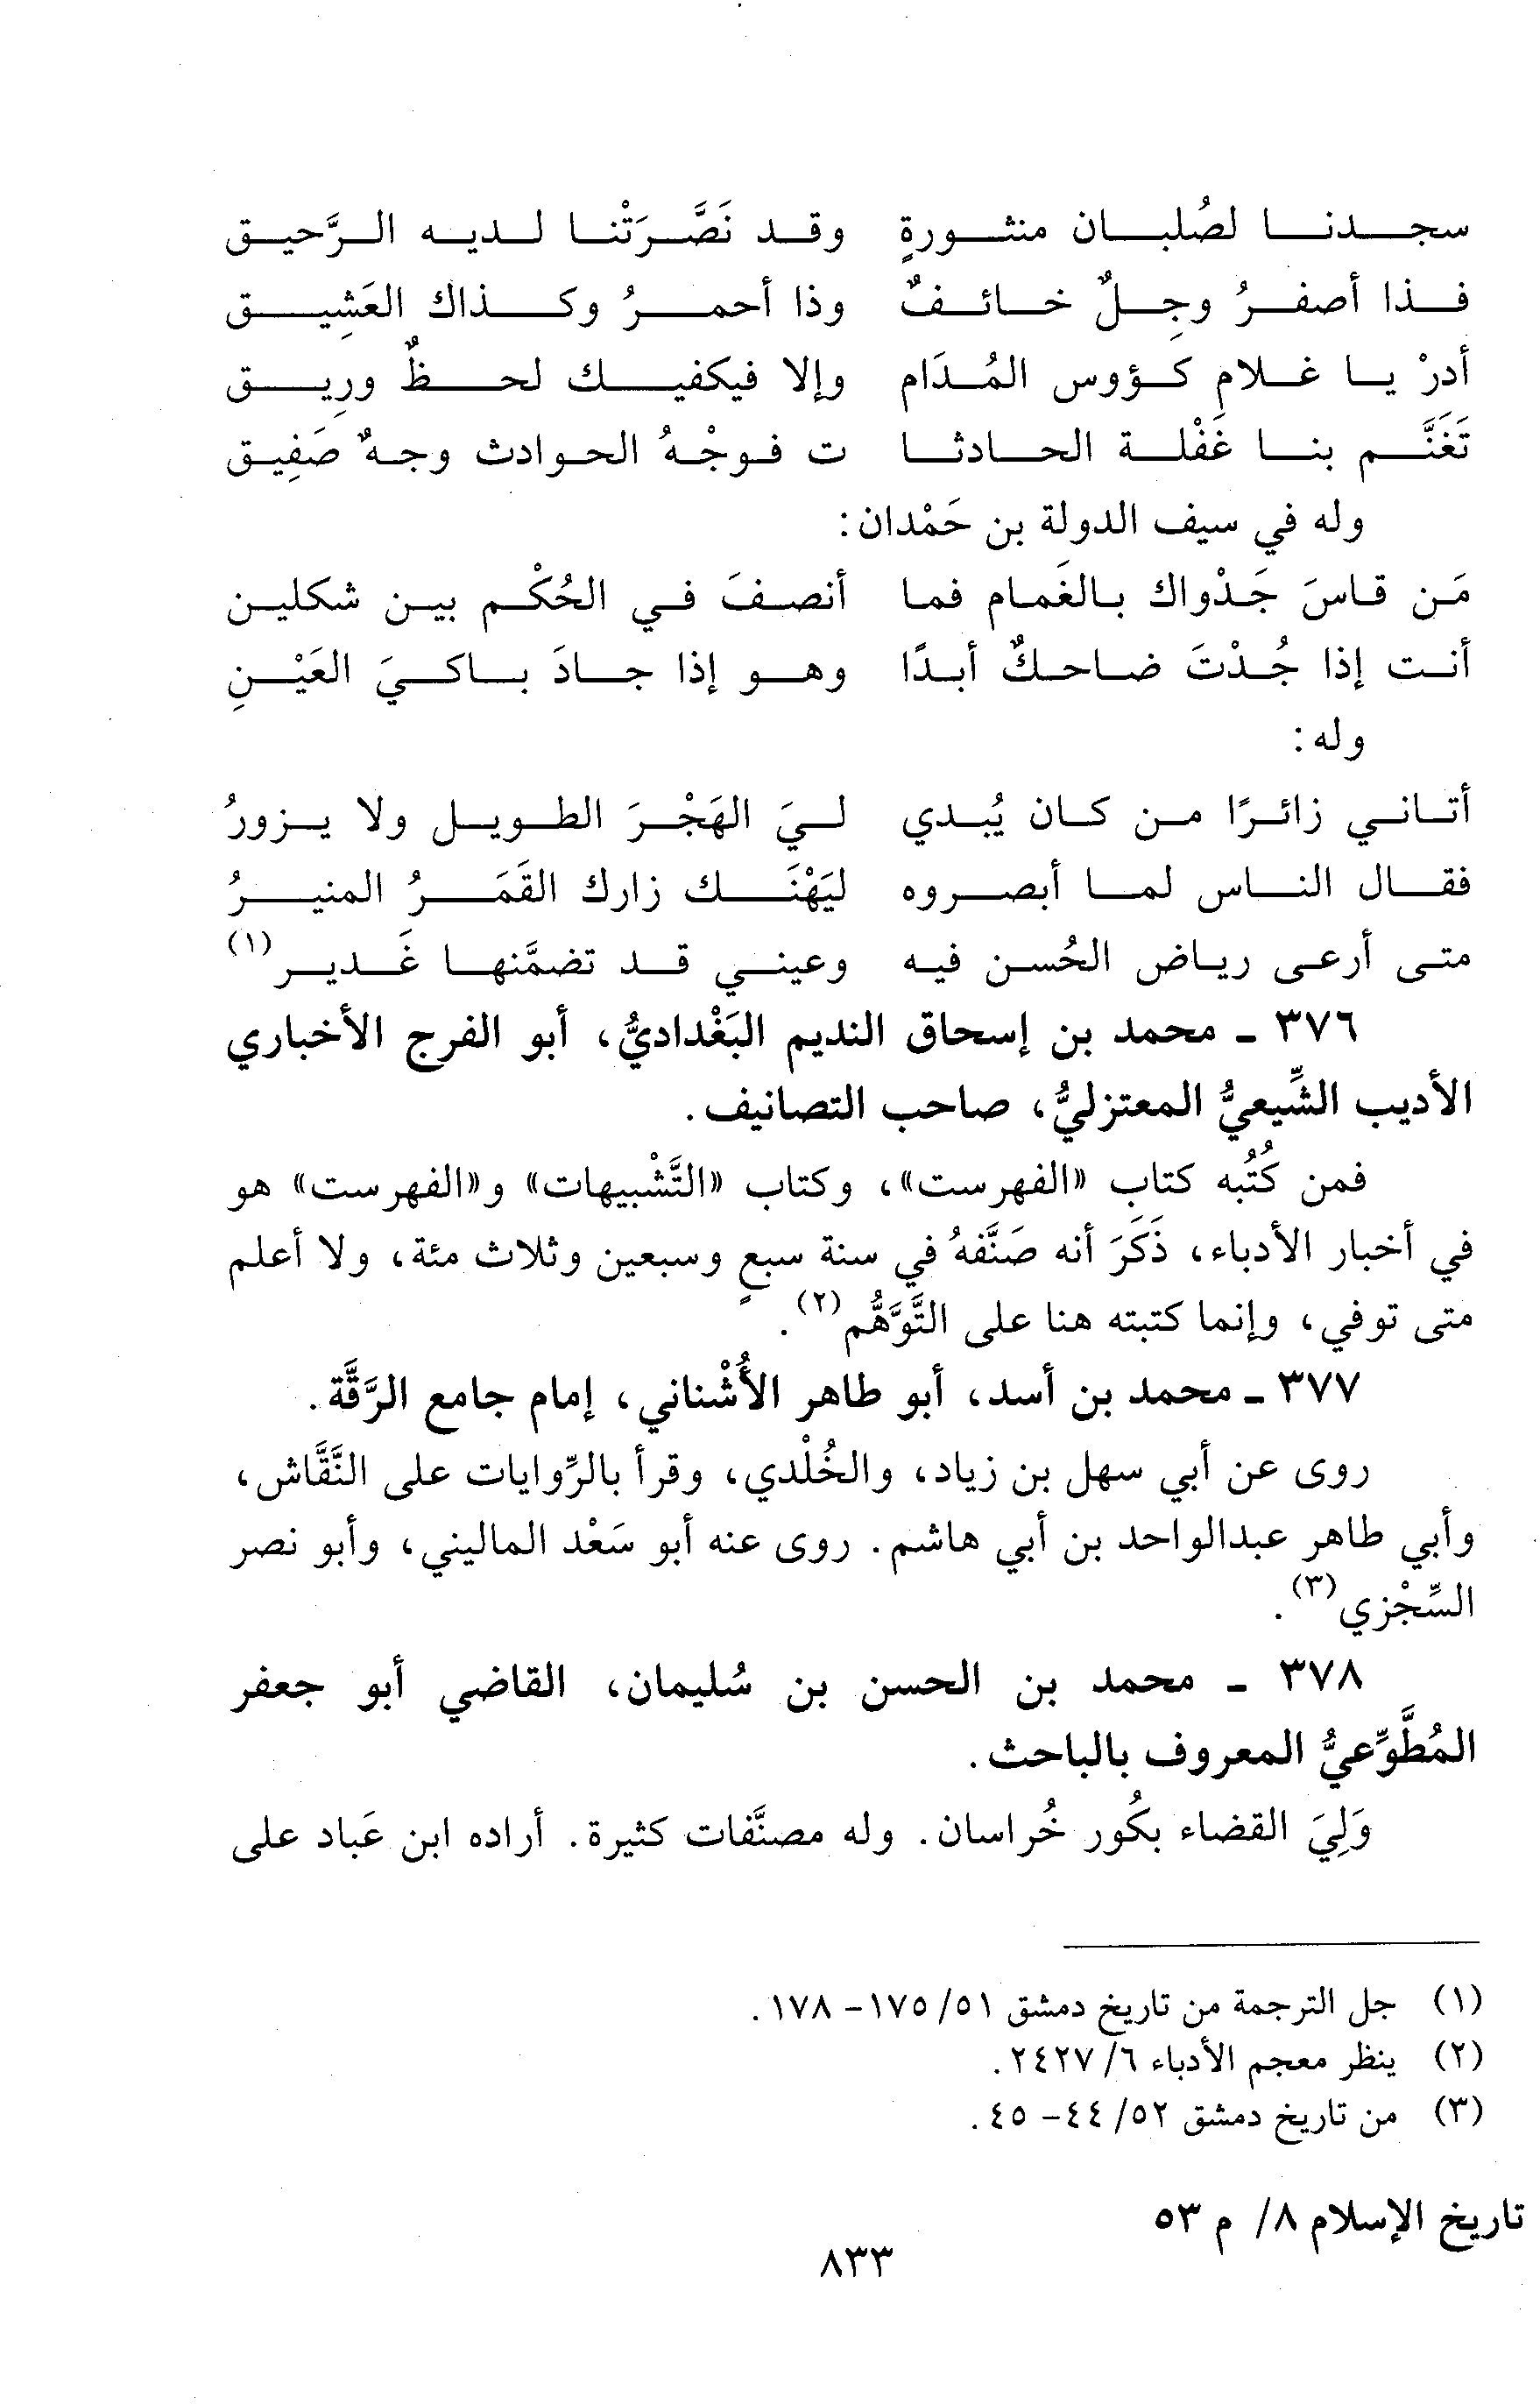 سجدنا لصُلبان منثورةٍ وقد نَصَّرَتْنا لديه الرَّحيق
فذا أصفرُ وجِلٌ خائفٌ وذا أحمرُ وكذاك العَشِيق
أدرْ يا غلام كؤوس المُدَام وإلا فيكفيك لحظٌ ورِيق
تَغَنَّم بنا غَفْلة الحادثا ت فوجْهُ الحوادث وجهٌ صَفِيق
وله في سيف الدولة بن حَمْدان:
مَن قاسَ جَدْواك بالغَمام فما أنصفَ في الحُكْم بين شكلين
أنت إذا جُدْتَ ضاحكٌ أبدًا وهو إذا جادَ باكيَ العَيْنِ
وله:
أتاني زائرًا من كان يُبدي ليَ الهَجْرَ الطويل ولا يزورُ
فقال الناس لما أبصروه ليَهْنَك زارك القَمَرُ المنيرُ
متى أرعى رياض الحُسن فيه وعيني قد تضمَّنها غَدير(١)
٣٧٦ ـ محمد بن إسحاق النديم البَغْداديُّ، أبو الفرج الأخباري
الأديب الشِّيعيُّ المعتزليُّ، صاحب التصانيف.
فمن كُتُبه كتاب «الفهرست»، وكتاب «التَّشْبيهات» و«الفهرست» هو
في أخبار الأدباء، ذَكَرَ أنه صَنَّفهُ في سنة سبعٍ وسبعين وثلاث مئة، ولا أعلم
متى توفي، وإنما كتبته هنا على التَّوَهُّم(٢).
٣٧٧ ـ محمد بن أسد، أبو طاهر الأُشْناني، إمام جامع الرَّقَّة.
روى عن أبي سهل بن زياد، والخُلْدي، وقرأ بالرِّوايات على النَّقَّاش،
وأبي طاهر عبدالواحد بن أبي هاشم. روى عنه أبو سَعْد الماليني، وأبو نصر
السِّجْزي(٣).
٣٧٨ ـ محمد بن الحسن بن سُليمان، القاضي أبو جعفر
المُطَّوِّعيُّ المعروف بالباحث.
وَلِيَ القضاء بكُور خُراسان. وله مصنَّفات كثيرة. أراده ابن عَباد على
(١) جل الترجمة من تاريخ دمشق ٥١/ ١٧٥- ١٧٨.
(٢) ينظر معجم الأدباء ٦/ ٢٤٢٧.
(٣) من تاريخ دمشق ٥٢/ ٤٤- ٤٥.
تاريخ الإسلام ٨/ م ٥٣
٨٣٣